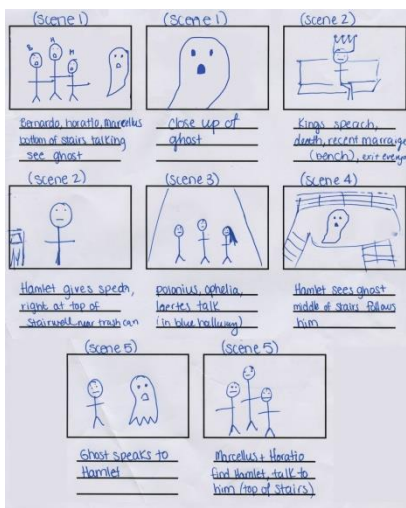 (scene 1)
(scene 1)
(scene 2)
B
H
M
Bernardo, horatio, marcellus
bottom of stairs talking
see ghost
close up of
ghost
Kings speach,
death, recent marraige
(bench), exit everyone
(scene 2)
(scene 3)
(scene 4)
Hamlet gives speach,
right at top of
stairwell near trash can
polonius, ophelia,
laertes talk
(in blue hallway)
Hamlet sees ghost
middle of stairs follows
him
(scene 5)
(scene 5)
Ghost speaks to
Hamlet
Marcellus + Horatio
find Hamlet, talk to
him (top of stairs)